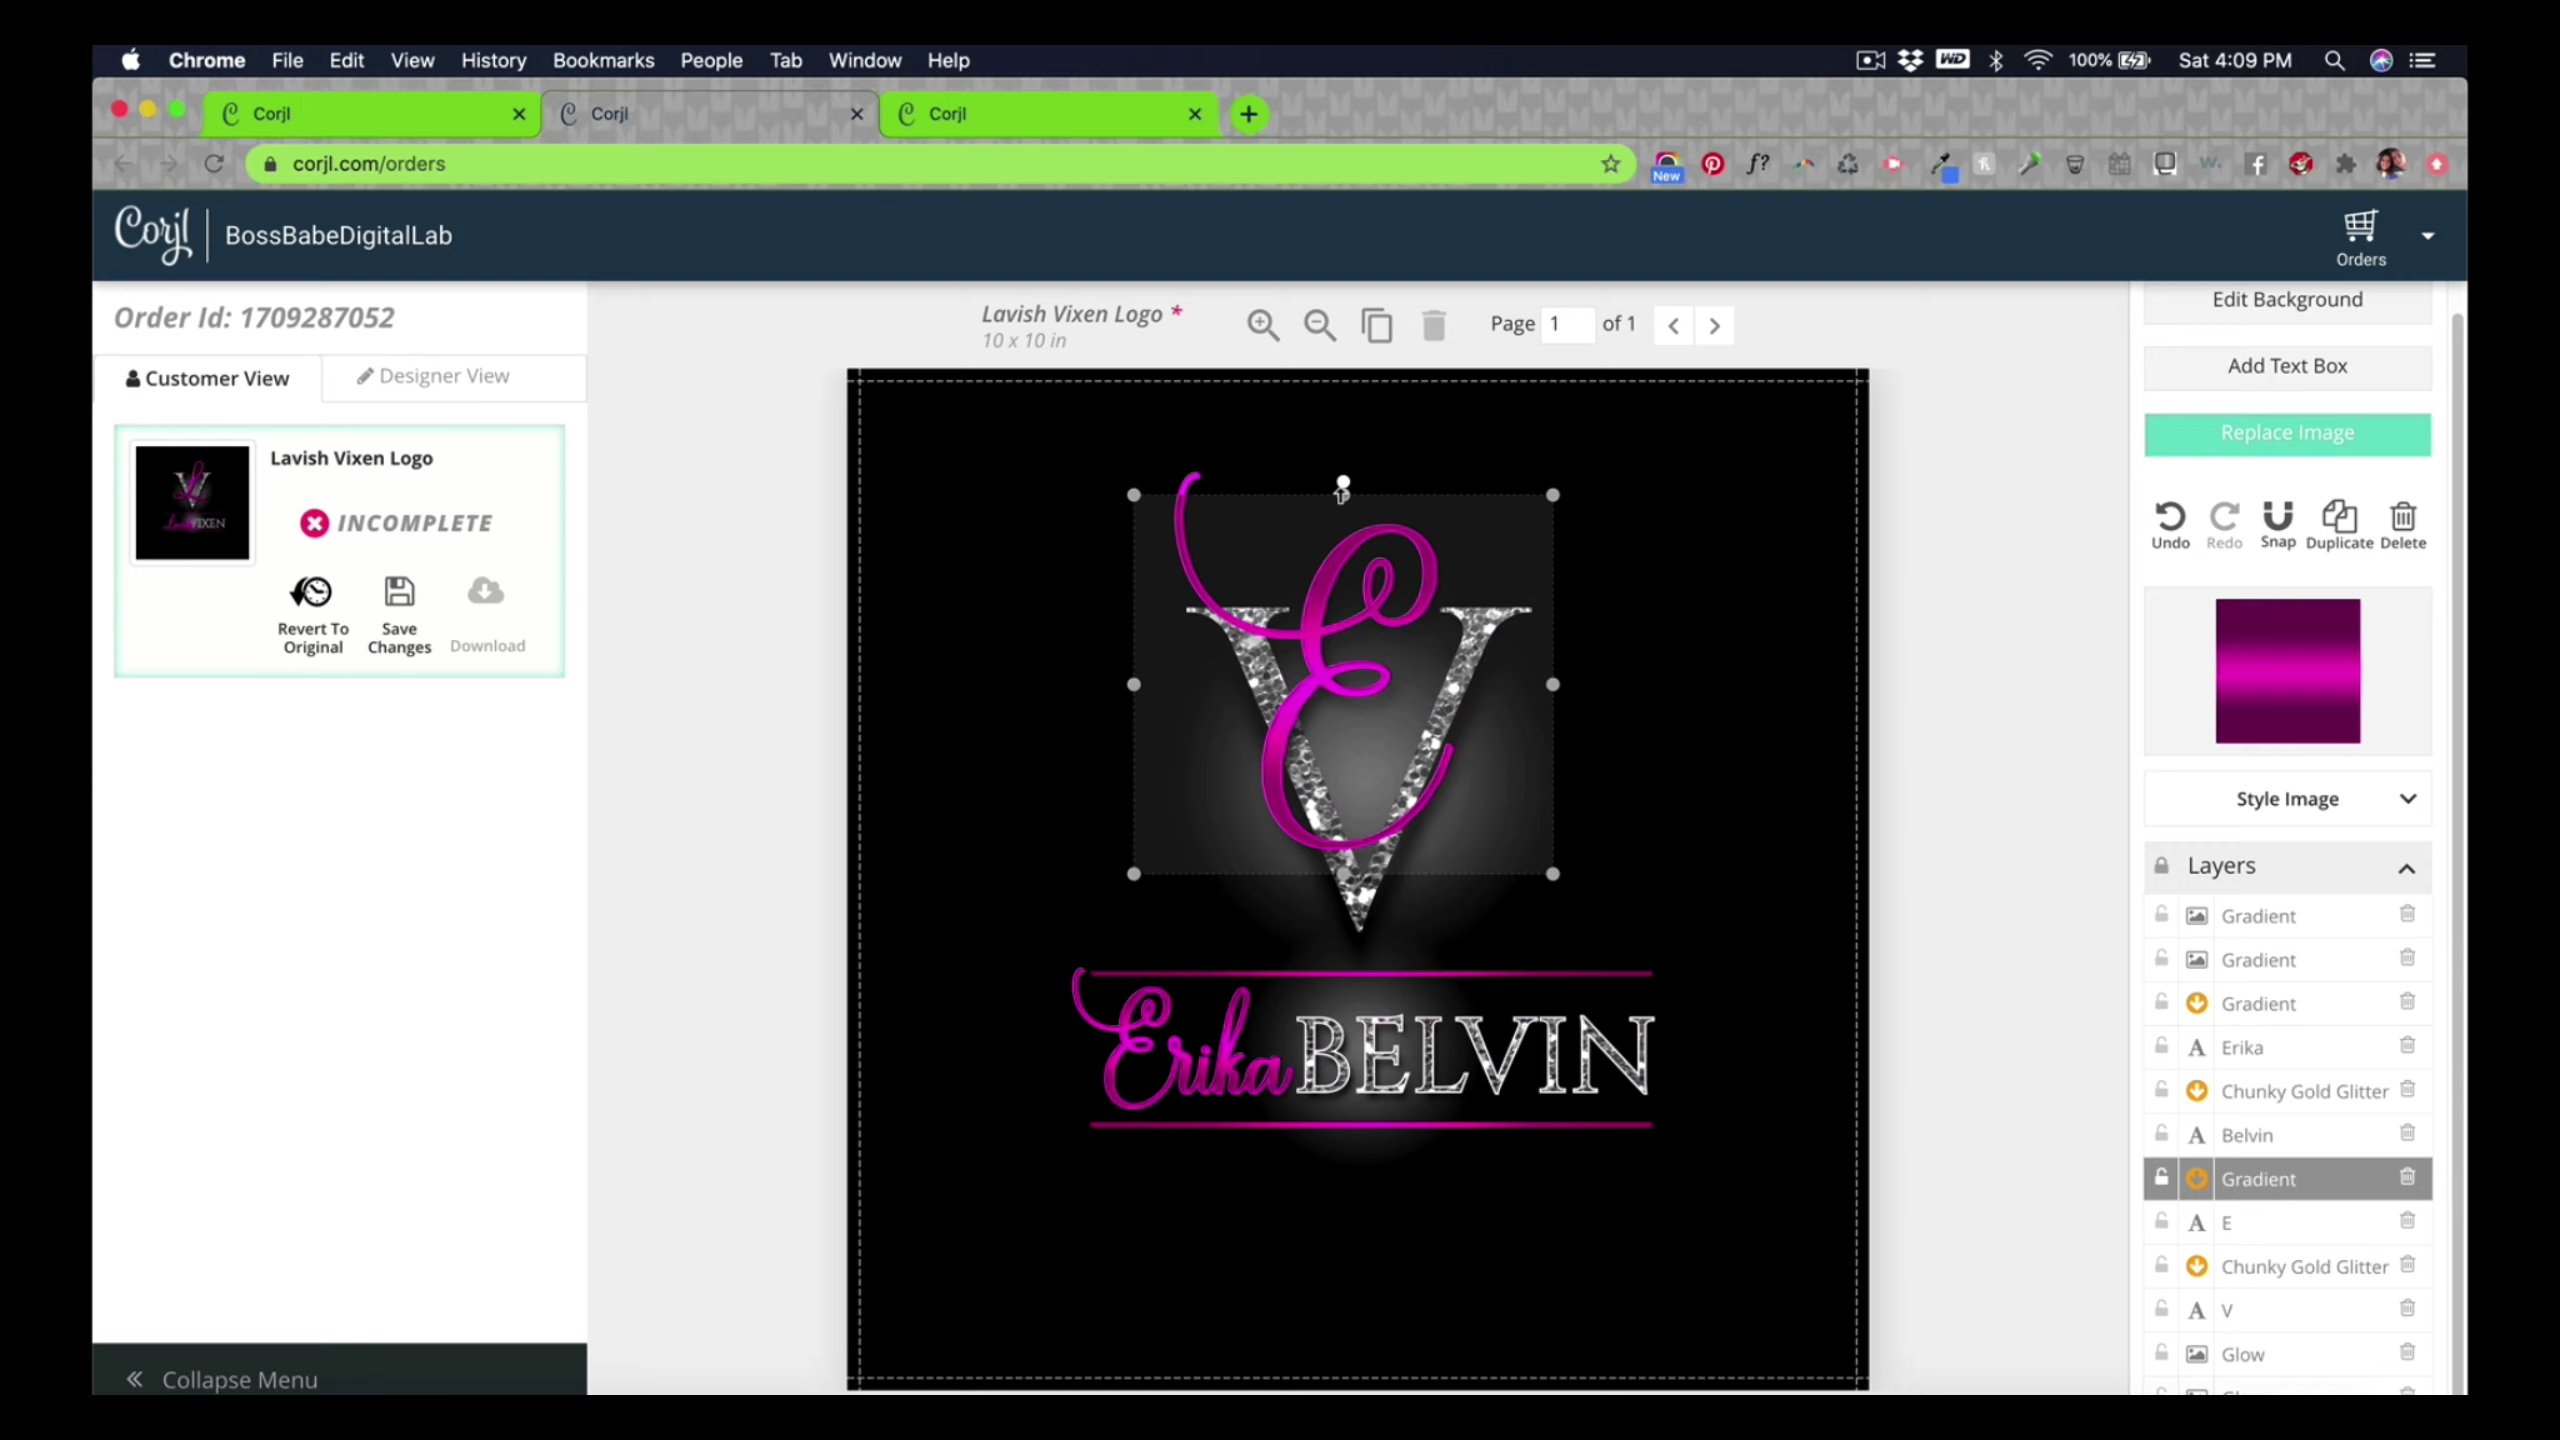 Chrome File Edit View History Bookmarks People Tab Window Help
WD 100% Sat 4:09 PM
Corjl Corjl Corjl
corjl.com/orders
New f?
Corjl BossBabeDigitalLab
Orders
Order Id: 1709287052
Customer View Designer View
Lavish Vixen Logo
INCOMPLETE
Revert To Original
Save Changes
Download
Collapse Menu
Lavish Vixen Logo *
10 x 10 in
Page 1 of 1
E
V
Erika BELVIN
Edit Background
Add Text Box
Replace Image
Undo Redo Snap Duplicate Delete
Style Image
Layers
Gradient
Gradient
Gradient
A Erika
Chunky Gold Glitter
A Belvin
Gradient
A E
Chunky Gold Glitter
A V
Glow